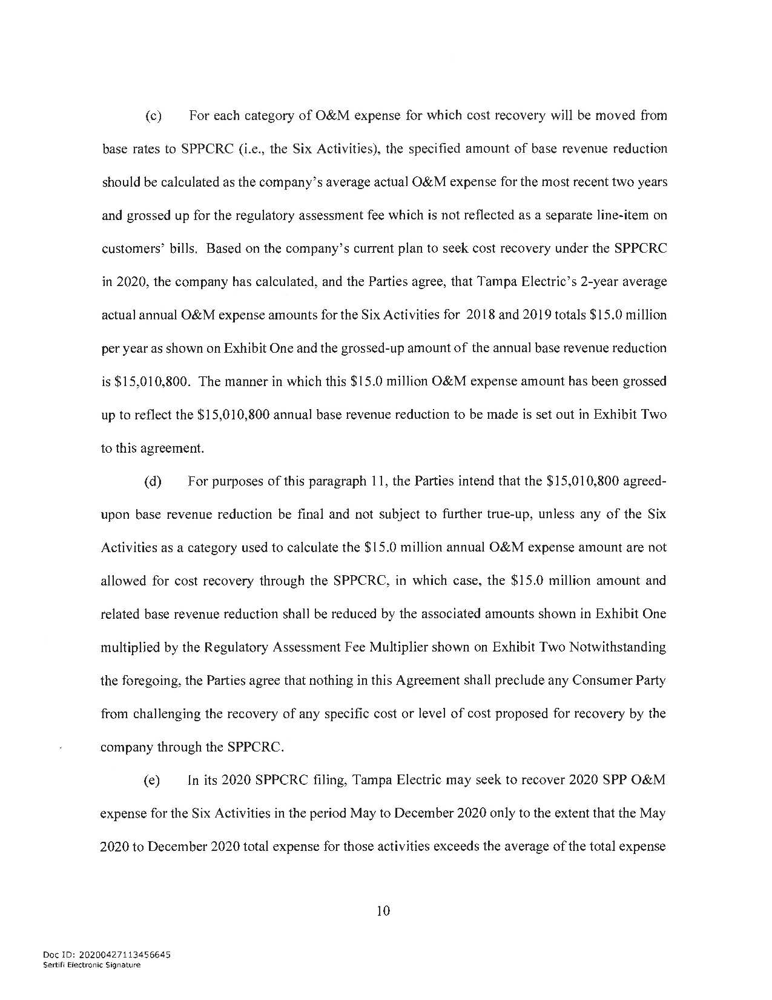 (c) For each category of O&M expense for which cost recovery will be moved from
base rates to SPPCRC (i.e., the Six Activities), the specified amount of base revenue reduction
should be calculated as the company's average actual O&M expense for the most recent two years
and grossed up for the regulatory assessment fee which is not reflected as a separate line-item on
customers' bills. Based on the company's current plan to seek cost recovery under the SPPCRC
in 2020, the company has calculated, and the Parties agree, that Tampa Electric's 2-year average
actual annual O&M expense amounts for the Six Activities for 2018 and 2019 totals $15.0 million
per year as shown on Exhibit One and the grossed-up amount of the annual base revenue reduction
is $15,010,800. The manner in which this $15.0 million O&M expense amount has been grossed
up to reflect the $15,010,800 annual base revenue reduction to be made is set out in Exhibit Two
to this agreement.
(d) For purposes of this paragraph 11, the Parties intend that the $15,010,800 agreed-
upon base revenue reduction be final and not subject to further true-up, unless any of the Six
Activities as a category used to calculate the $15.0 million annual O&M expense amount are not
allowed for cost recovery through the SPPCRC, in which case, the $15.0 million amount and
related base revenue reduction shall be reduced by the associated amounts shown in Exhibit One
multiplied by the Regulatory Assessment Fee Multiplier shown on Exhibit Two Notwithstanding
the foregoing, the Parties agree that nothing in this Agreement shall preclude any Consumer Party
from challenging the recovery of any specific cost or level of cost proposed for recovery by the
company through the SPPCRC.
(e) In its 2020 SPPCRC filing, Tampa Electric may seek to recover 2020 SPP O&M
expense for the Six Activities in the period May to December 2020 only to the extent that the May
2020 to December 2020 total expense for those activities exceeds the average of the total expense
10
Doc ID: 20200427113456645
Sertifi Electronic Signature